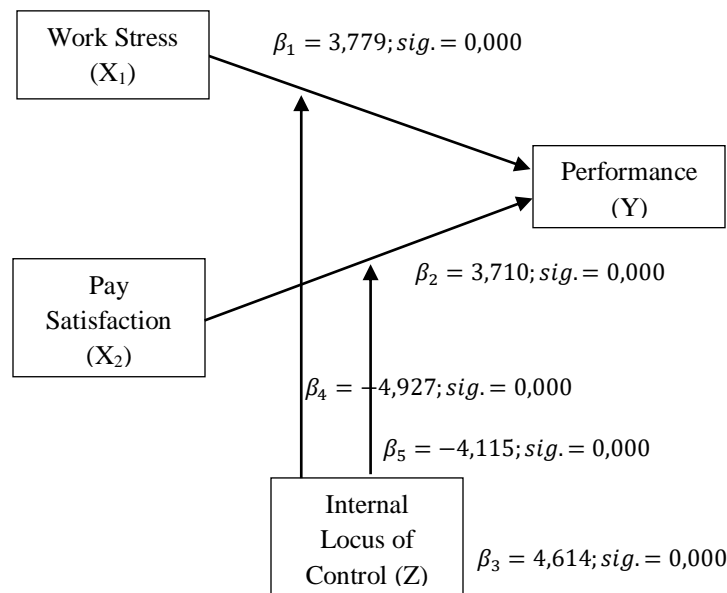 Work Stress
(X₁)
β₁ = 3,779; sig. = 0,000
Performance
(Y)
Pay
Satisfaction
(X₂)
β₂ = 3,710; sig. = 0,000
β₄ = −4,927; sig. = 0,000
β₅ = −4,115; sig. = 0,000
Internal
Locus of
Control (Z)
β₃ = 4,614; sig. = 0,000